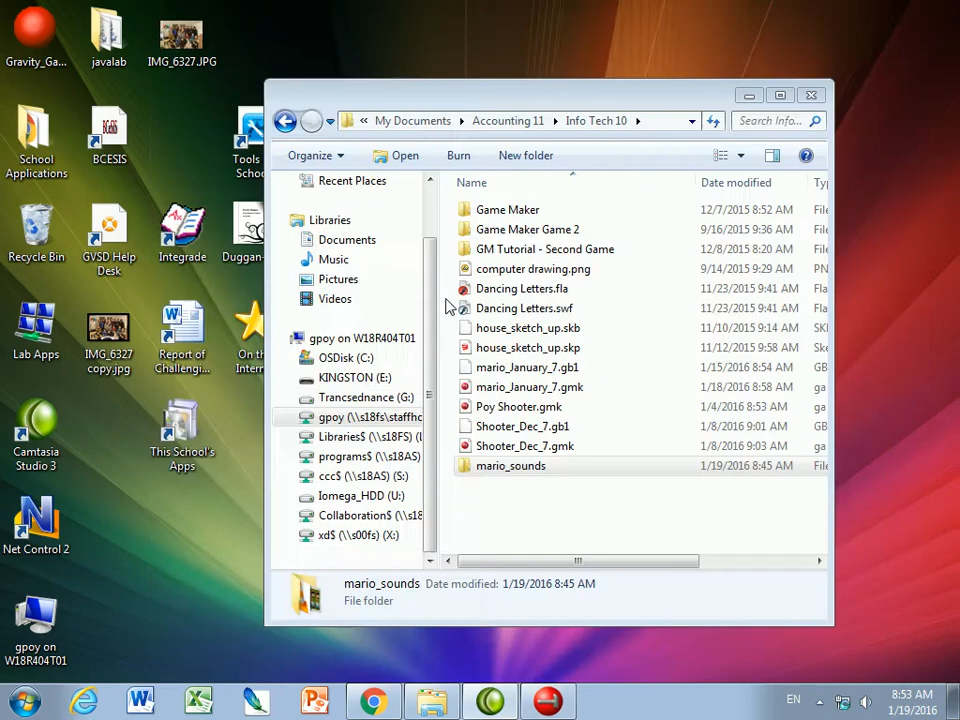 Gravity_Ga...
javalab
IMG_6327.JPG
School Applications
BCESIS
BCeSIS
Tools
Schoo
Recycle Bin
GVSD Help Desk
Integrade
Duggan-
Lab Apps
IMG_6327 copy.jpg
Report of Challengi...
On th
Intern
Camtasia Studio 3
This School's Apps
Net Control 2
gpoy on W18R404T01
« My Documents Accounting 11 Info Tech 10
Search Info...
Organize Open Burn New folder
Recent Places
Libraries
Documents
Music
Pictures
Videos
gpoy on W18R404T01
OSDisk (C:)
KINGSTON (E:)
Trancsednance (G:)
gpoy (\\s18fs\staffhc
Libraries$ (\\s18FS) (l
programs$ (\\s18AS)
ccc$ (\\s18AS) (S:)
Iomega_HDD (U:)
Collaboration$ (\\s18
xd$ (\\s00fs) (X:)
Name Date modified Ty
Game Maker 12/7/2015 8:52 AM File
Game Maker Game 2 9/16/2015 9:36 AM File
GM Tutorial - Second Game 12/8/2015 8:20 AM File
computer drawing.png 9/14/2015 9:29 AM PN
Dancing Letters.fla 11/23/2015 9:41 AM Fla
Dancing Letters.swf 11/23/2015 9:41 AM Fla
house_sketch_up.skb 11/10/2015 9:14 AM SK
house_sketch_up.skp 11/12/2015 9:58 AM Ske
mario_January_7.gb1 1/15/2016 8:54 AM GB
mario_January_7.gmk 1/18/2016 8:58 AM ga
Poy Shooter.gmk 1/4/2016 8:53 AM ga
Shooter_Dec_7.gb1 1/8/2016 9:01 AM GB
Shooter_Dec_7.gmk 1/8/2016 9:03 AM ga
mario_sounds 1/19/2016 8:45 AM File
mario_sounds Date modified: 1/19/2016 8:45 AM
File folder
EN
8:53 AM
1/19/2016